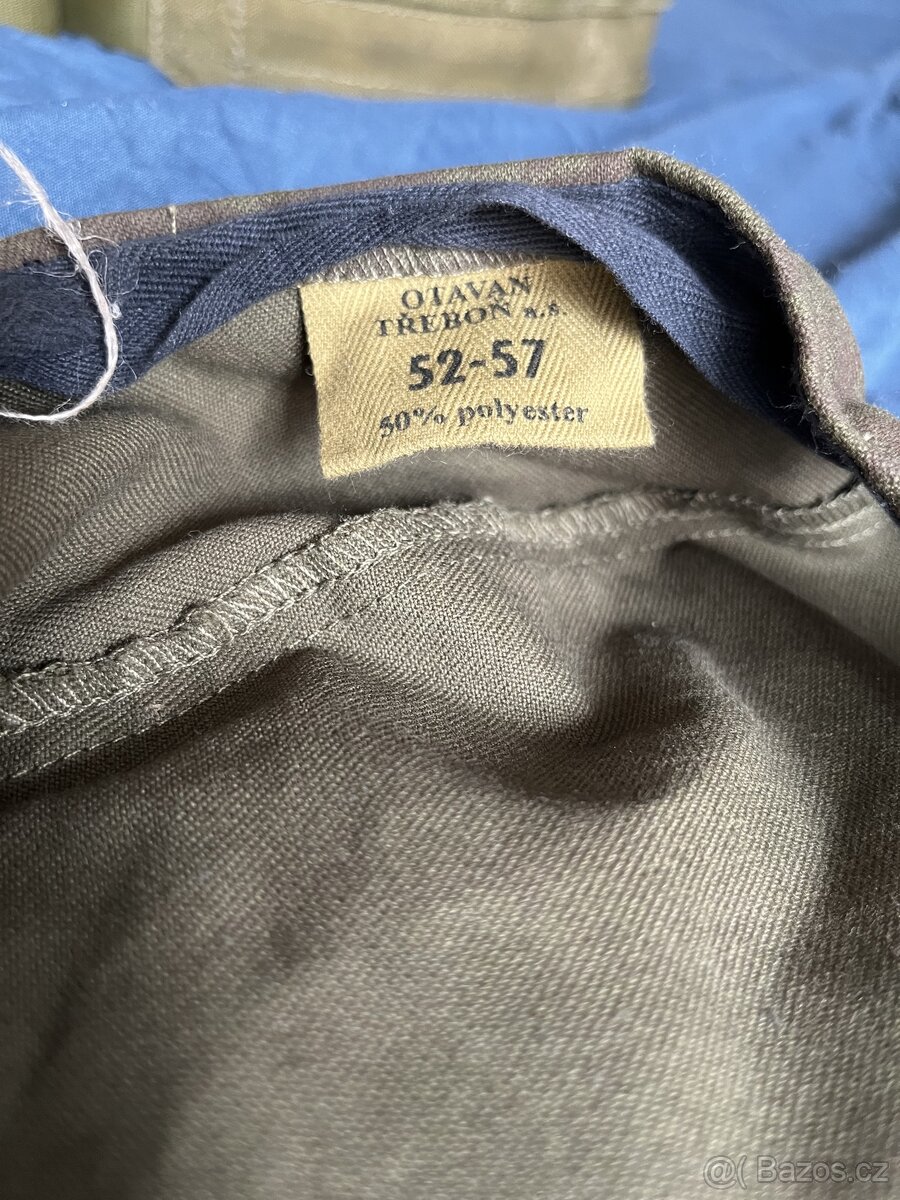 OTAVAN
TŘEBOŇ a.s.
52-57
50% polyester
@( Bazos.cz